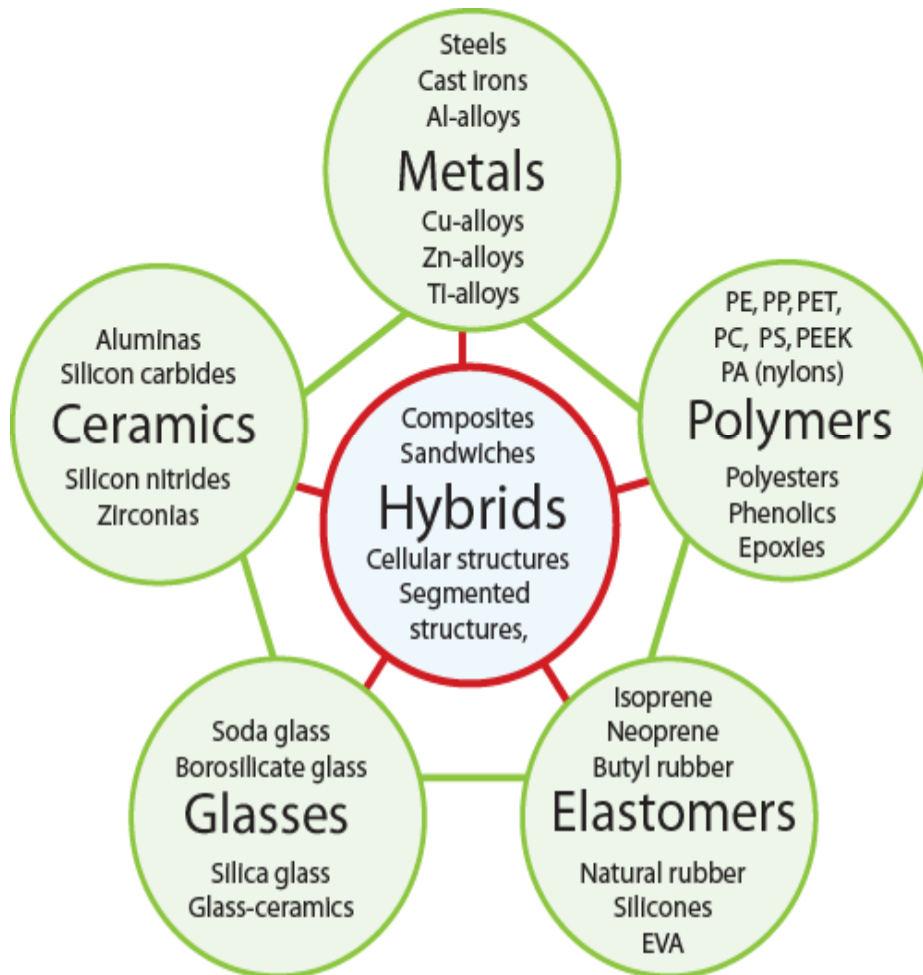 Steels
Cast irons
Al-alloys
Metals
Cu-alloys
Zn-alloys
TI-alloys
Aluminas
Silicon carbides
Ceramics
Silicon nitrides
Zirconias
Composites
Sandwiches
Hybrids
Cellular structures
Segmented
structures,
PE, PP, PET,
PC, PS, PEEK
PA (nylons)
Polymers
Polyesters
Phenolics
Epoxies
Soda glass
Borosilicate glass
Glasses
Silica glass
Glass-ceramics
Isoprene
Neoprene
Butyl rubber
Elastomers
Natural rubber
Silicones
EVA